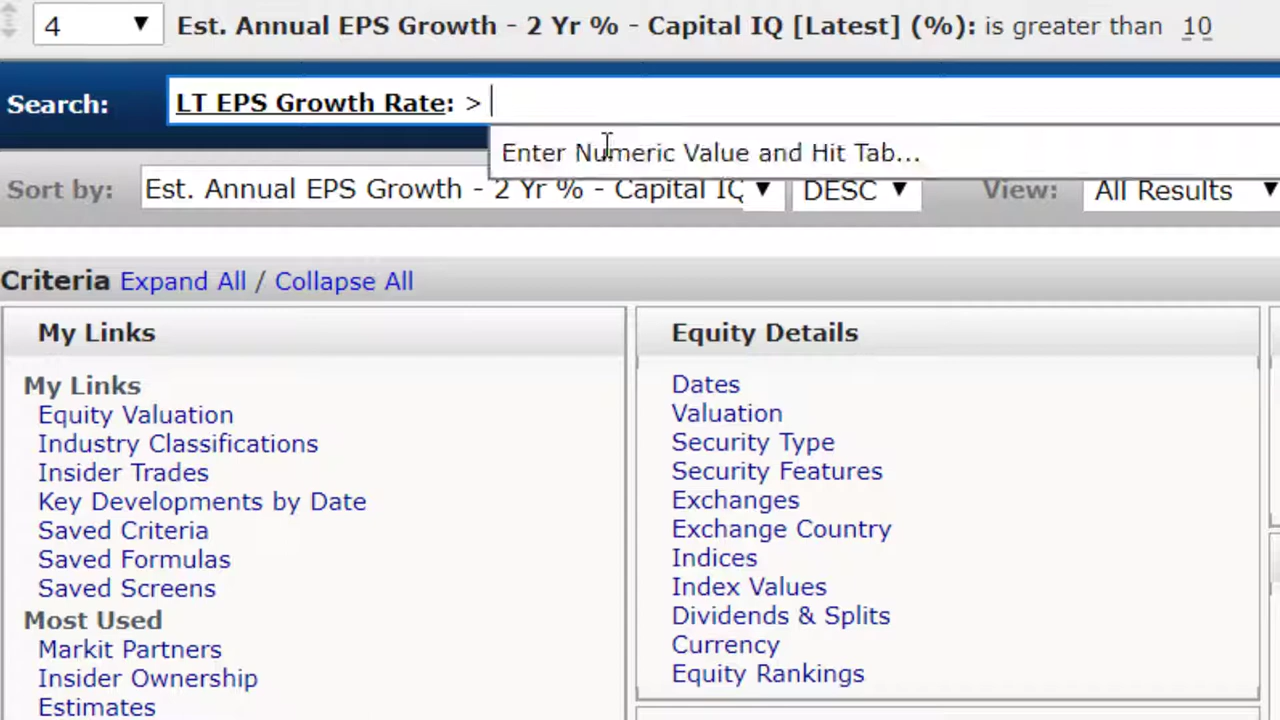 4 Est. Annual EPS Growth - 2 Yr % - Capital IQ [Latest] (%): is greater than 10
Search: LT EPS Growth Rate: >
Enter Numeric Value and Hit Tab...
Sort by: Est. Annual EPS Growth - 2 Yr % - Capital IQ DESC View: All Results
Criteria Expand All / Collapse All
My Links
My Links
Equity Valuation
Industry Classifications
Insider Trades
Key Developments by Date
Saved Criteria
Saved Formulas
Saved Screens
Most Used
Markit Partners
Insider Ownership
Estimates
Equity Details
Dates
Valuation
Security Type
Security Features
Exchanges
Exchange Country
Indices
Index Values
Dividends & Splits
Currency
Equity Rankings